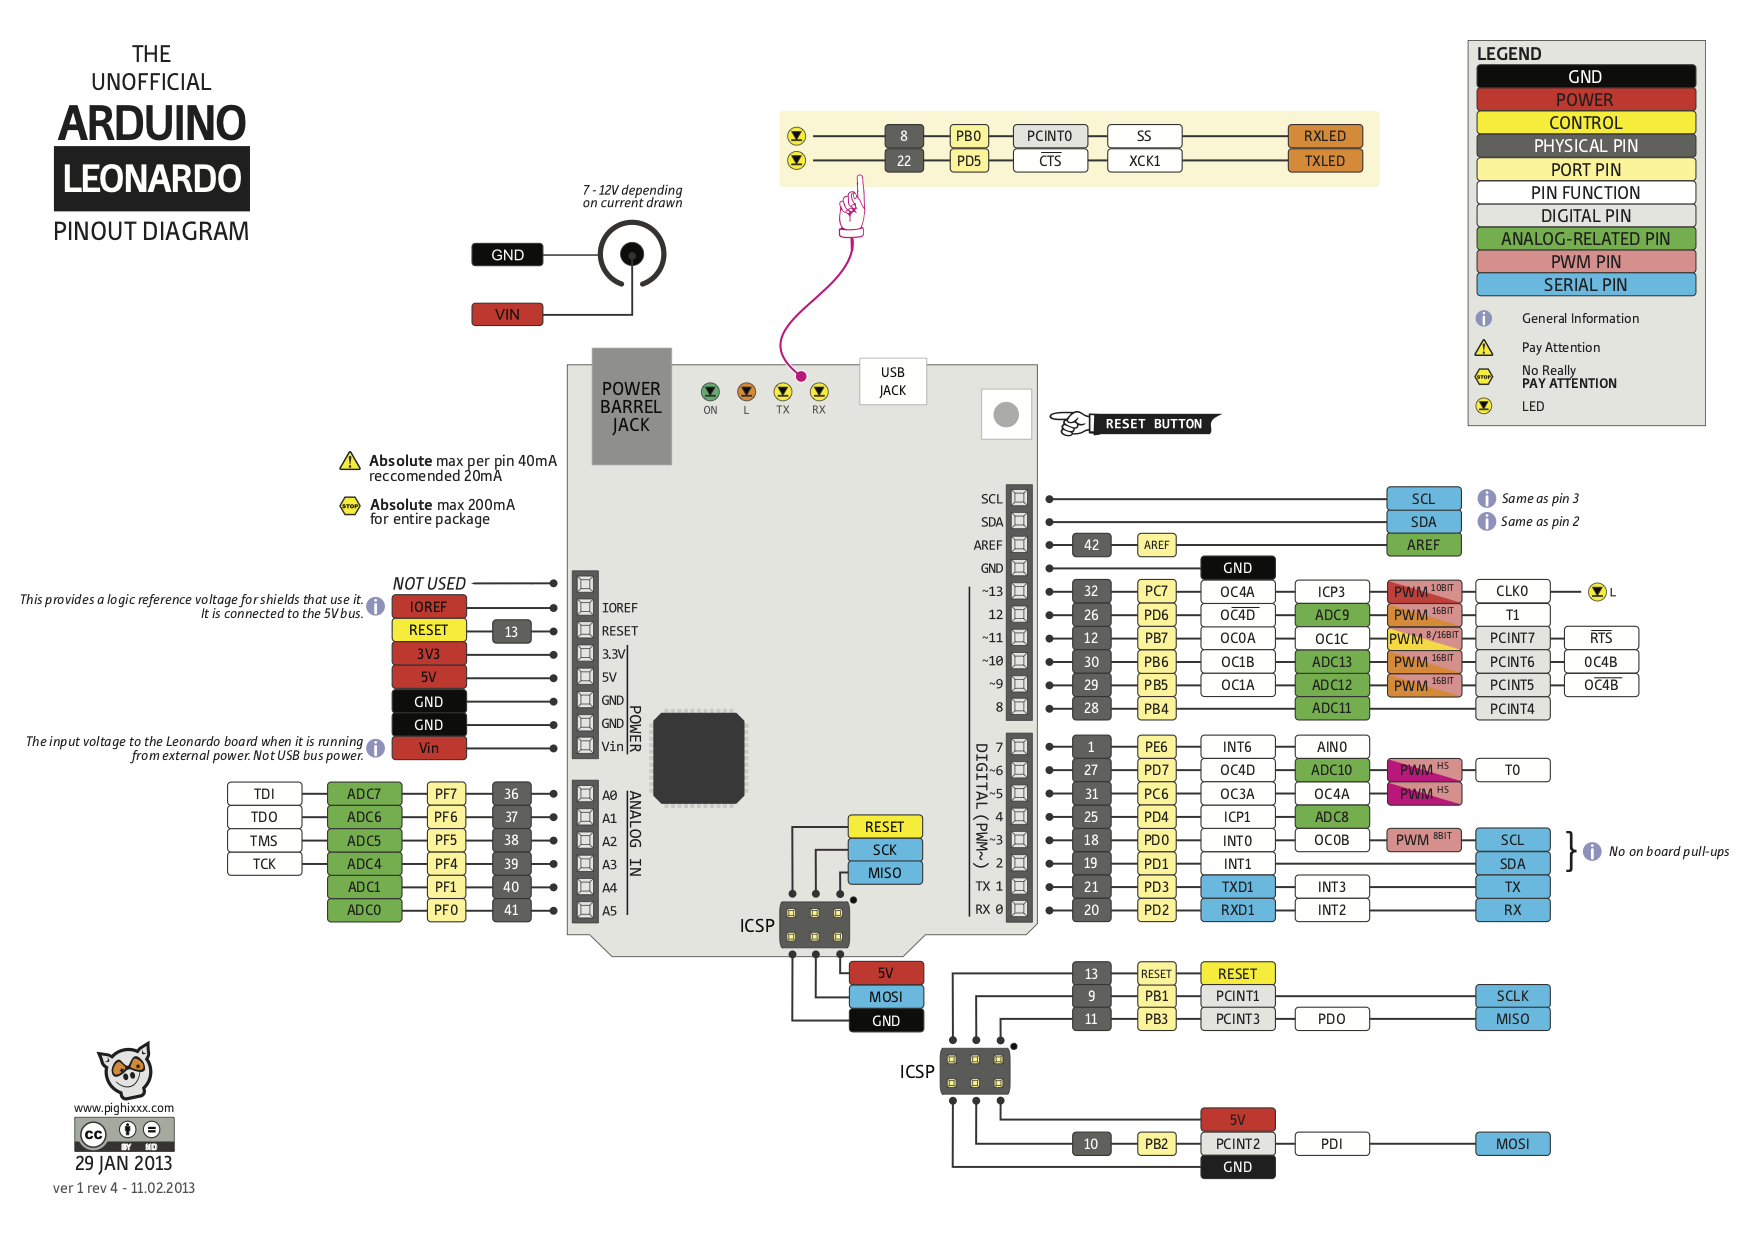 THE
UNOFFICIAL
ARDUINO
LEONARDO
PINOUT DIAGRAM
7 - 12V depending
on current drawn
GND
VIN
8 PB0 PCINT0 SS RXLED
22 PD5 CTS XCK1 TXLED
LEGEND
GND
POWER
CONTROL
PHYSICAL PIN
PORT PIN
PIN FUNCTION
DIGITAL PIN
ANALOG-RELATED PIN
PWM PIN
SERIAL PIN
i General Information
! Pay Attention
STOP No Really
PAY ATTENTION
LED
POWER
BARREL
JACK
ON L TX RX
USB
JACK
RESET BUTTON
! Absolute max per pin 40mA
reccomended 20mA
STOP Absolute max 200mA
for entire package
NOT USED
This provides a logic reference voltage for shields that use it.
It is connected to the 5V bus.
i IOREF IOREF
RESET 13 RESET
3V3 3.3V
5V 5V
GND GND
GND GND
The input voltage to the Leonardo board when it is running
from external power. Not USB bus power.
i Vin Vin
POWER
TDI ADC7 PF7 36 A0
TDO ADC6 PF6 37 A1
TMS ADC5 PF5 38 A2
TCK ADC4 PF4 39 A3
ADC1 PF1 40 A4
ADC0 PF0 41 A5
ANALOG IN
SCL SCL i Same as pin 3
SDA SDA i Same as pin 2
AREF 42 AREF AREF
GND GND
~13 32 PC7 OC4A ICP3 PWM 10BIT CLK0 L
12 26 PD6 OC4D ADC9 PWM 16BIT T1
~11 12 PB7 OC0A OC1C PWM 8/16BIT PCINT7 RTS
~10 30 PB6 OC1B ADC13 PWM 16BIT PCINT6 OC4B
~9 29 PB5 OC1A ADC12 PWM 16BIT PCINT5 OC4B
8 28 PB4 ADC11 PCINT4
7 1 PE6 INT6 AIN0
~6 27 PD7 OC4D ADC10 PWM HS T0
~5 31 PC6 OC3A OC4A PWM HS
4 25 PD4 ICP1 ADC8
~3 18 PD0 INT0 OC0B PWM 8BIT SCL
2 19 PD1 INT1 SDA
} i No on board pull-ups
TX 1 21 PD3 TXD1 INT3 TX
RX 0 20 PD2 RXD1 INT2 RX
DIGITAL (PWM~)
RESET
SCK
MISO
ICSP
5V
MOSI
GND
13 RESET RESET
9 PB1 PCINT1 SCLK
11 PB3 PCINT3 PDO MISO
ICSP
5V
10 PB2 PCINT2 PDI MOSI
GND
www.pighixxx.com
cc BY ND
29 JAN 2013
ver 1 rev 4 - 11.02.2013